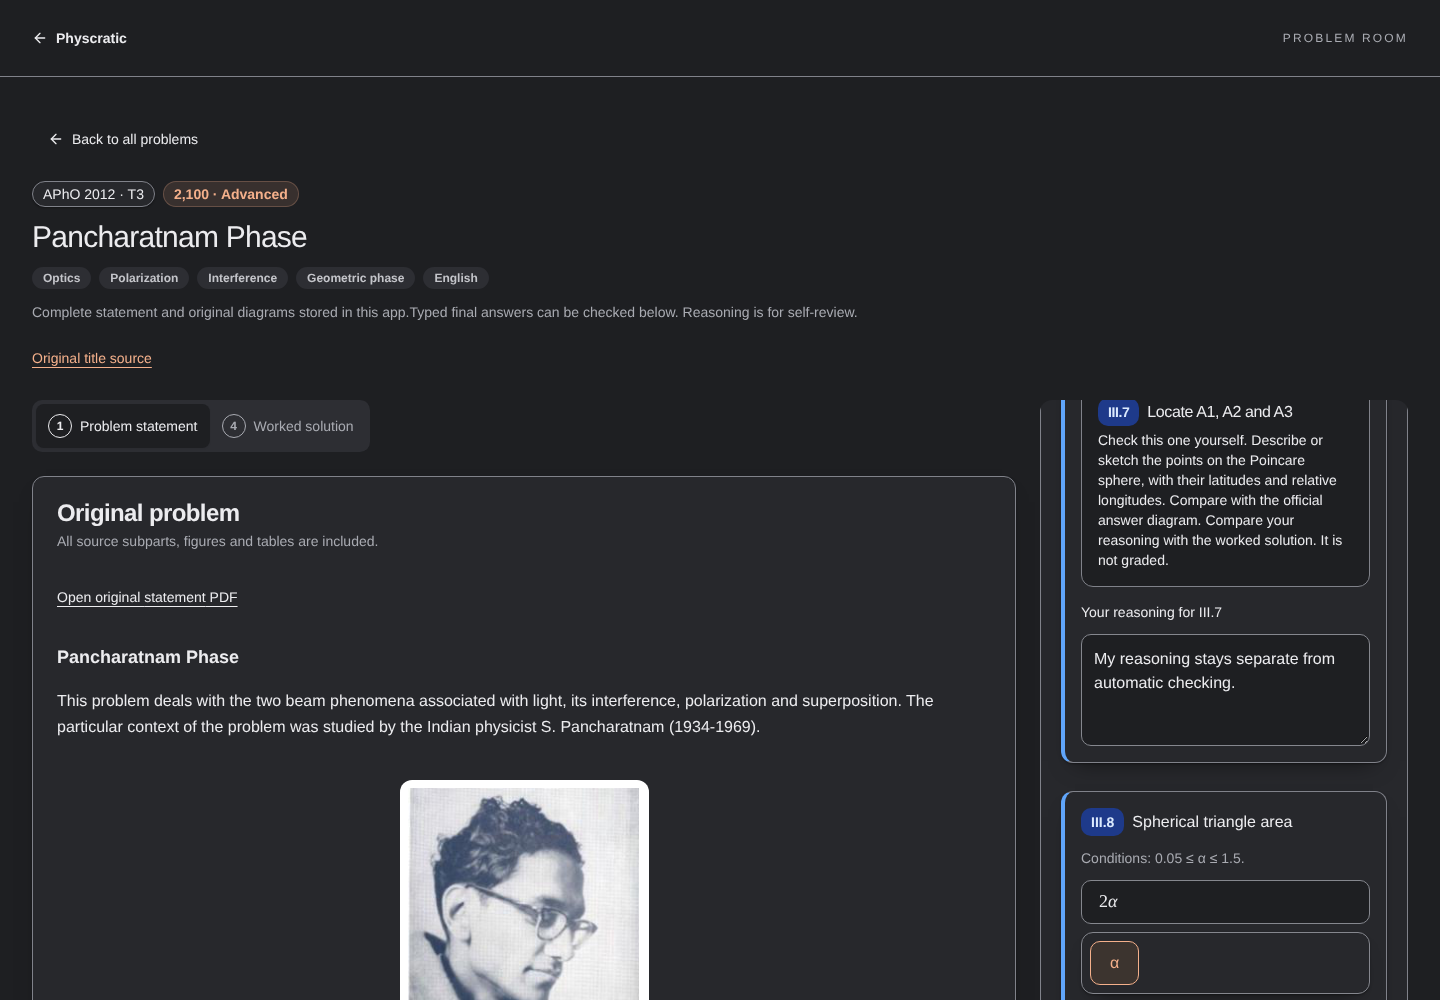 Physcratic
PROBLEM ROOM
Back to all problems
APhO 2012 · T3
2,100 · Advanced
Pancharatnam Phase
Optics
Polarization
Interference
Geometric phase
English
Complete statement and original diagrams stored in this app.Typed final answers can be checked below. Reasoning is for self-review.
Original title source
1 Problem statement
4 Worked solution
Original problem
All source subparts, figures and tables are included.
Open original statement PDF
Pancharatnam Phase
This problem deals with the two beam phenomena associated with light, its interference, polarization and superposition. The
particular context of the problem was studied by the Indian physicist S. Pancharatnam (1934-1969).
III.7 Locate A1, A2 and A3
Check this one yourself. Describe or
sketch the points on the Poincare
sphere, with their latitudes and relative
longitudes. Compare with the official
answer diagram. Compare your
reasoning with the worked solution. It is
not graded.
Your reasoning for III.7
My reasoning stays separate from
automatic checking.
III.8 Spherical triangle area
Conditions: 0.05 ≤ α ≤ 1.5.
2α
α